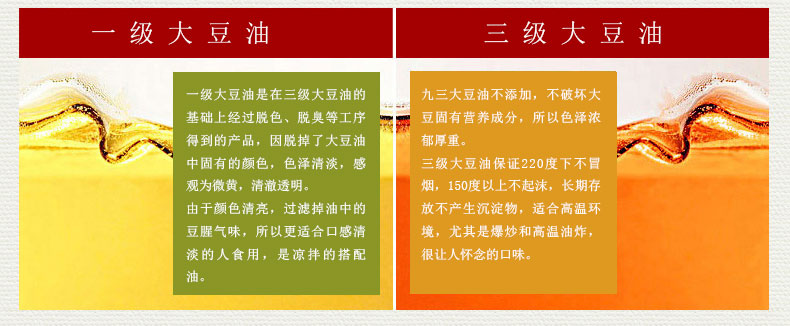 一级大豆油
一级大豆油是在三级大豆油的
基础上经过脱色、脱臭等工序
得到的产品，因脱掉了大豆油
中固有的颜色，色泽清淡，感
观为微黄，清澈透明。
由于颜色清亮，过滤掉油中的
豆腥气味，所以更适合口感清
淡的人食用，是凉拌的搭配
油。
三级大豆油
九三大豆油不添加，不破坏大
豆固有营养成分，所以色泽浓
郁厚重。
三级大豆油保证220度下不冒
烟，150度以上不起沫，长期存
放不产生沉淀物，适合高温环
境，尤其是爆炒和高温油炸，
很让人怀念的口味。